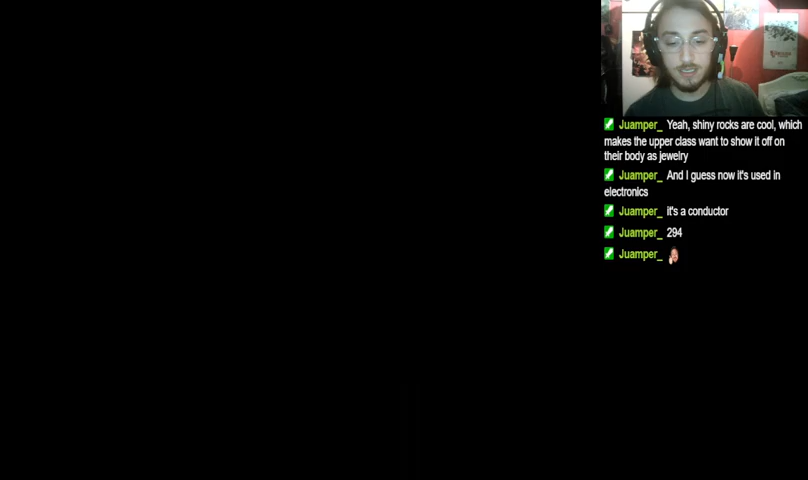 Juamper_ Yeah, shiny rocks are cool, which
makes the upper class want to show it off on
their body as jewelry
Juamper_ And I guess now it's used in
electronics
Juamper_ it's a conductor
Juamper_ 294
Juamper_